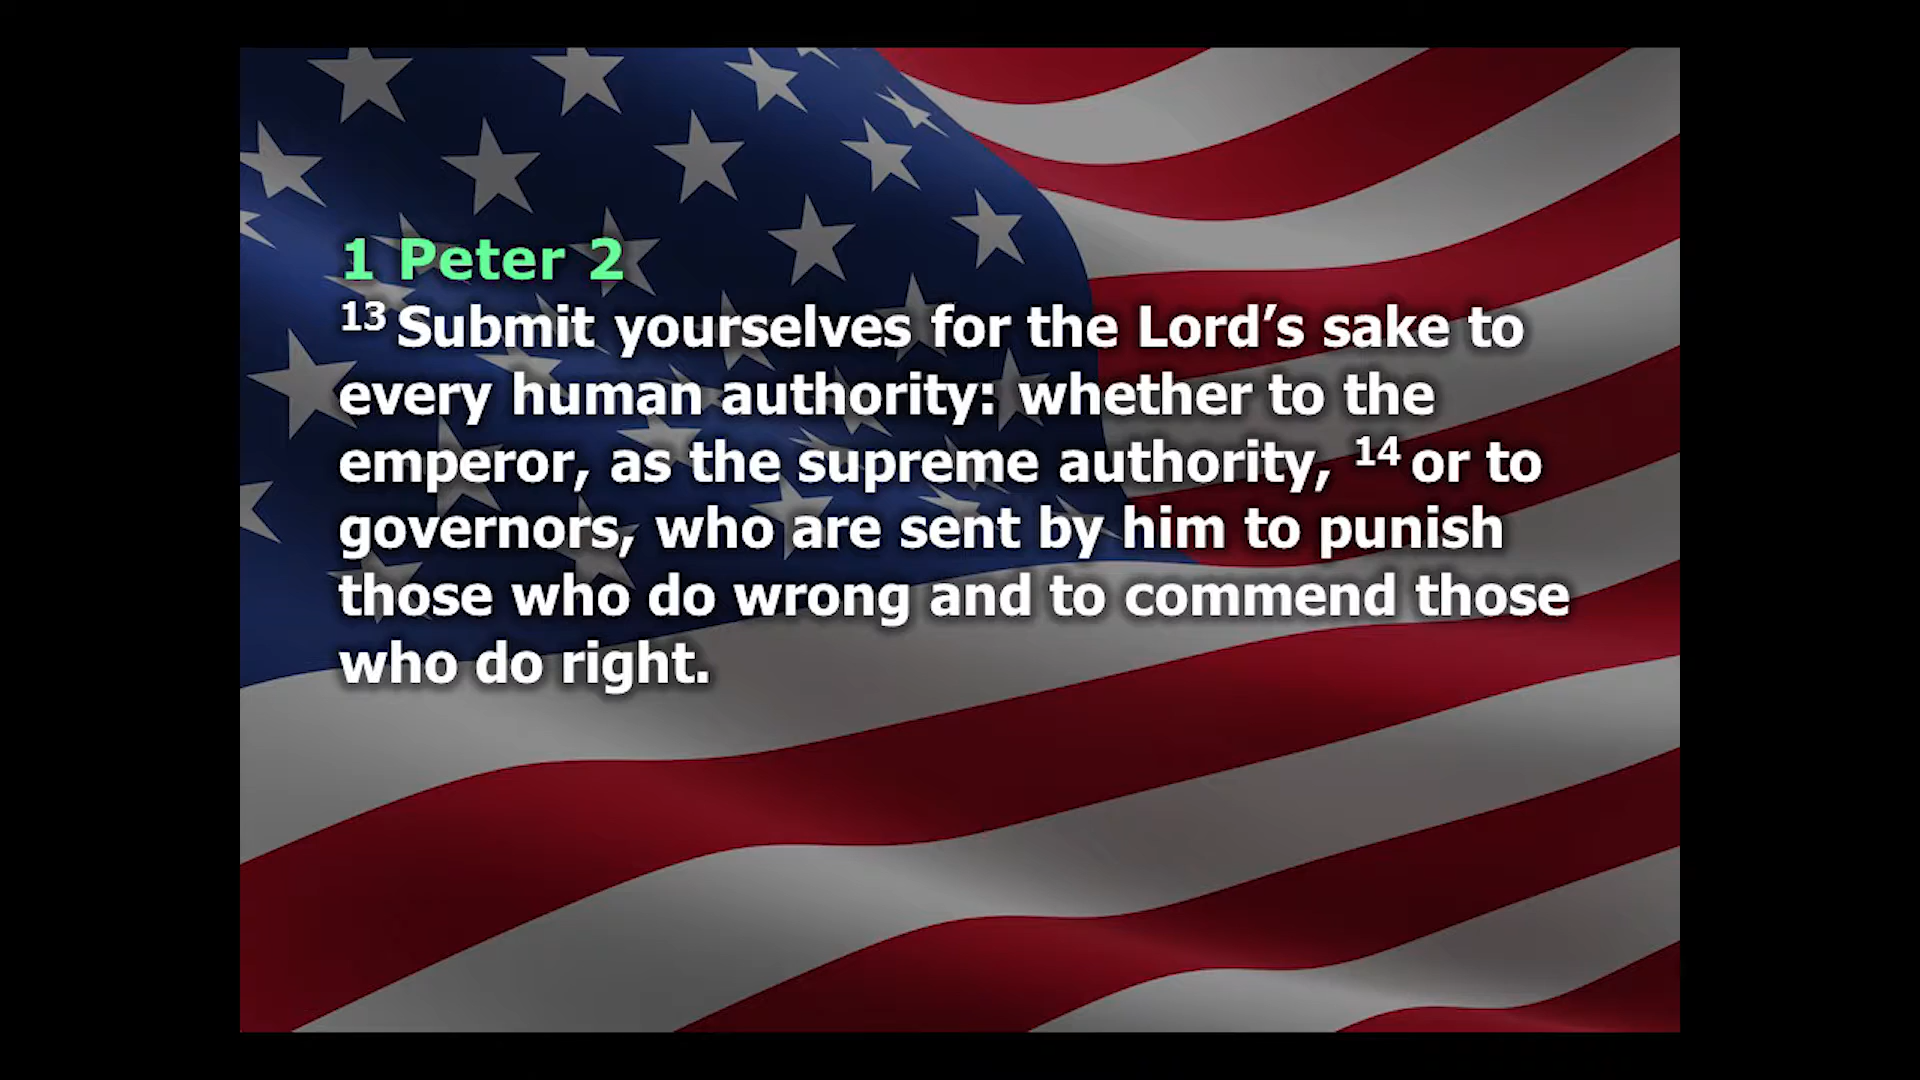 1 Peter 2
13 Submit yourselves for the Lord’s sake to
every human authority: whether to the
emperor, as the supreme authority, 14 or to
governors, who are sent by him to punish
those who do wrong and to commend those
who do right.